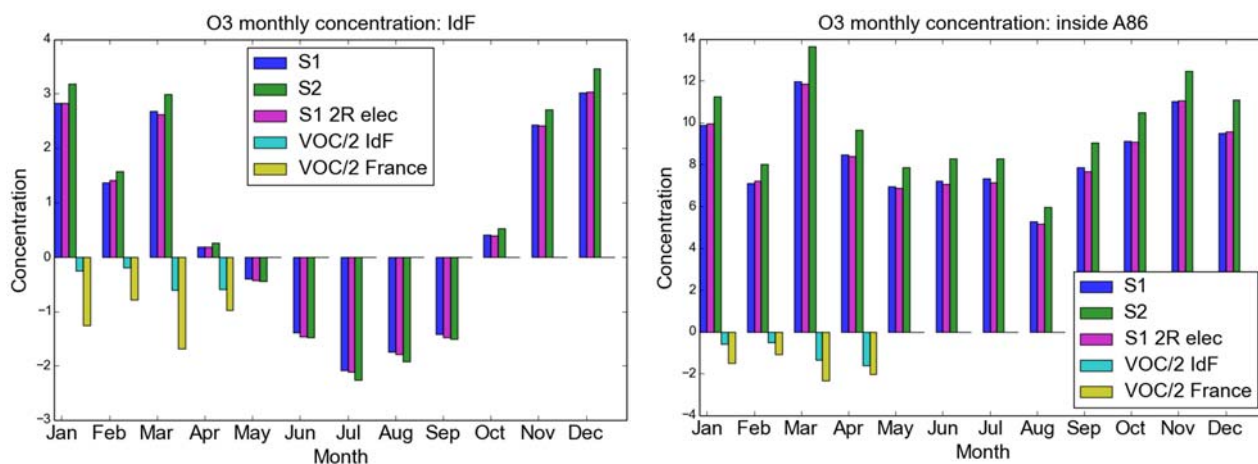 O3 monthly concentration: IdF
4
3
2
1
0
−1
−2
−3
Concentration
S1
S2
S1 2R elec
VOC/2 IdF
VOC/2 France
Jan Feb Mar Apr May Jun Jul Aug Sep Oct Nov Dec
Month
O3 monthly concentration: inside A86
14
12
10
8
6
4
2
0
−2
−4
Concentration
S1
S2
S1 2R elec
VOC/2 IdF
VOC/2 France
Jan Feb Mar Apr May Jun Jul Aug Sep Oct Nov Dec
Month